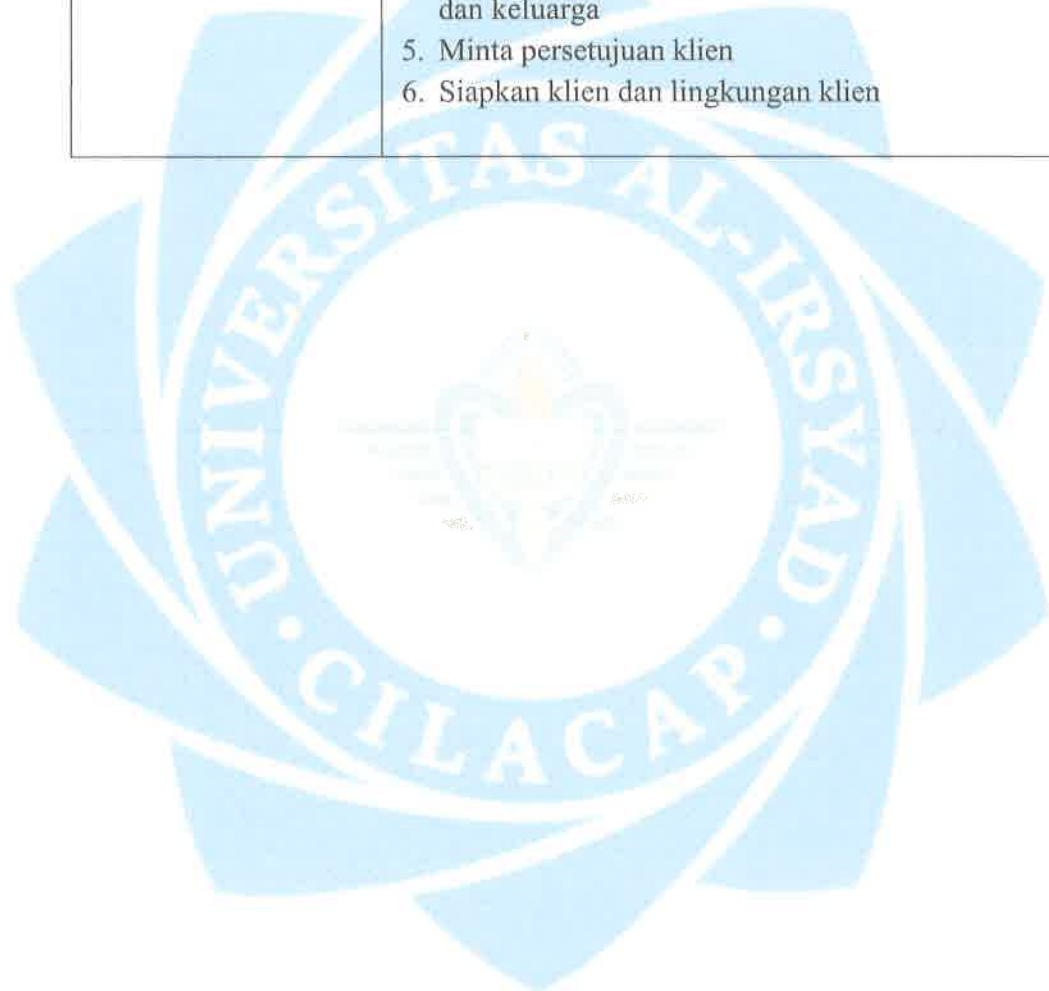 dan keluarga
5. Minta persetujuan klien
6. Siapkan klien dan lingkungan klien
UNIVERSITAS AL-IRSYAD
• CILACAP •